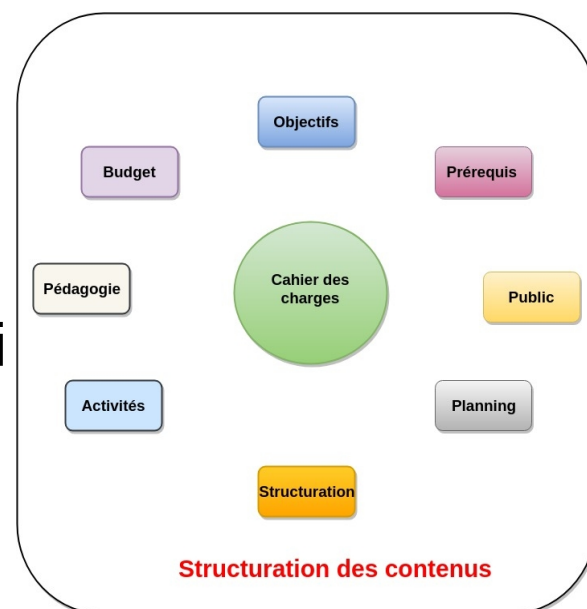 Objectifs
Budget
Prérequis
Cahier des
charges
Pédagogie
Public
i
Activités
Planning
Structuration
Structuration des contenus